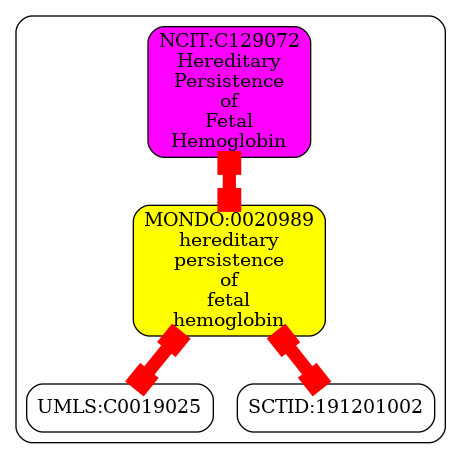 NCIT:C129072
Hereditary
Persistence
of
Fetal
Hemoglobin
MONDO:0020989
hereditary
persistence
of
fetal
hemoglobin
UMLS:C0019025
SCTID:191201002